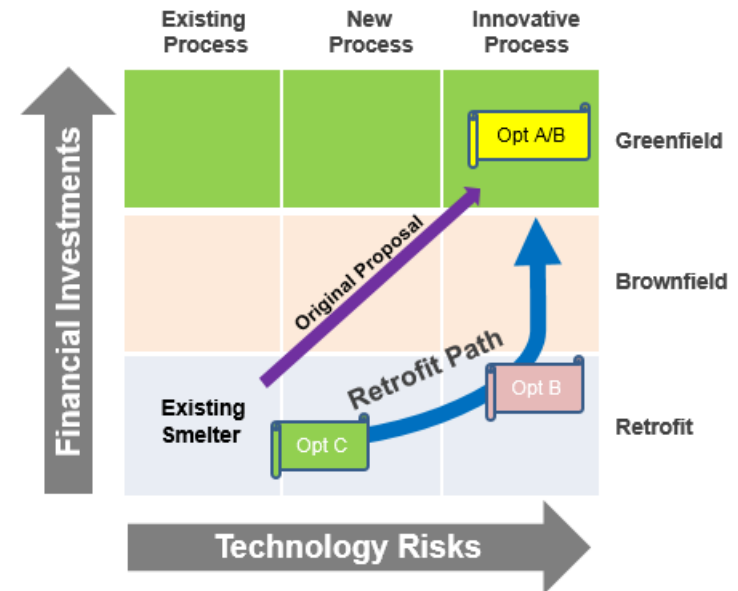 Existing
Process
New
Process
Innovative
Process
Opt A/B
Greenfield
Financial Investments
Original Proposal
Brownfield
Retrofit Path
Existing
Smelter
Opt C
Opt B
Retrofit
Technology Risks